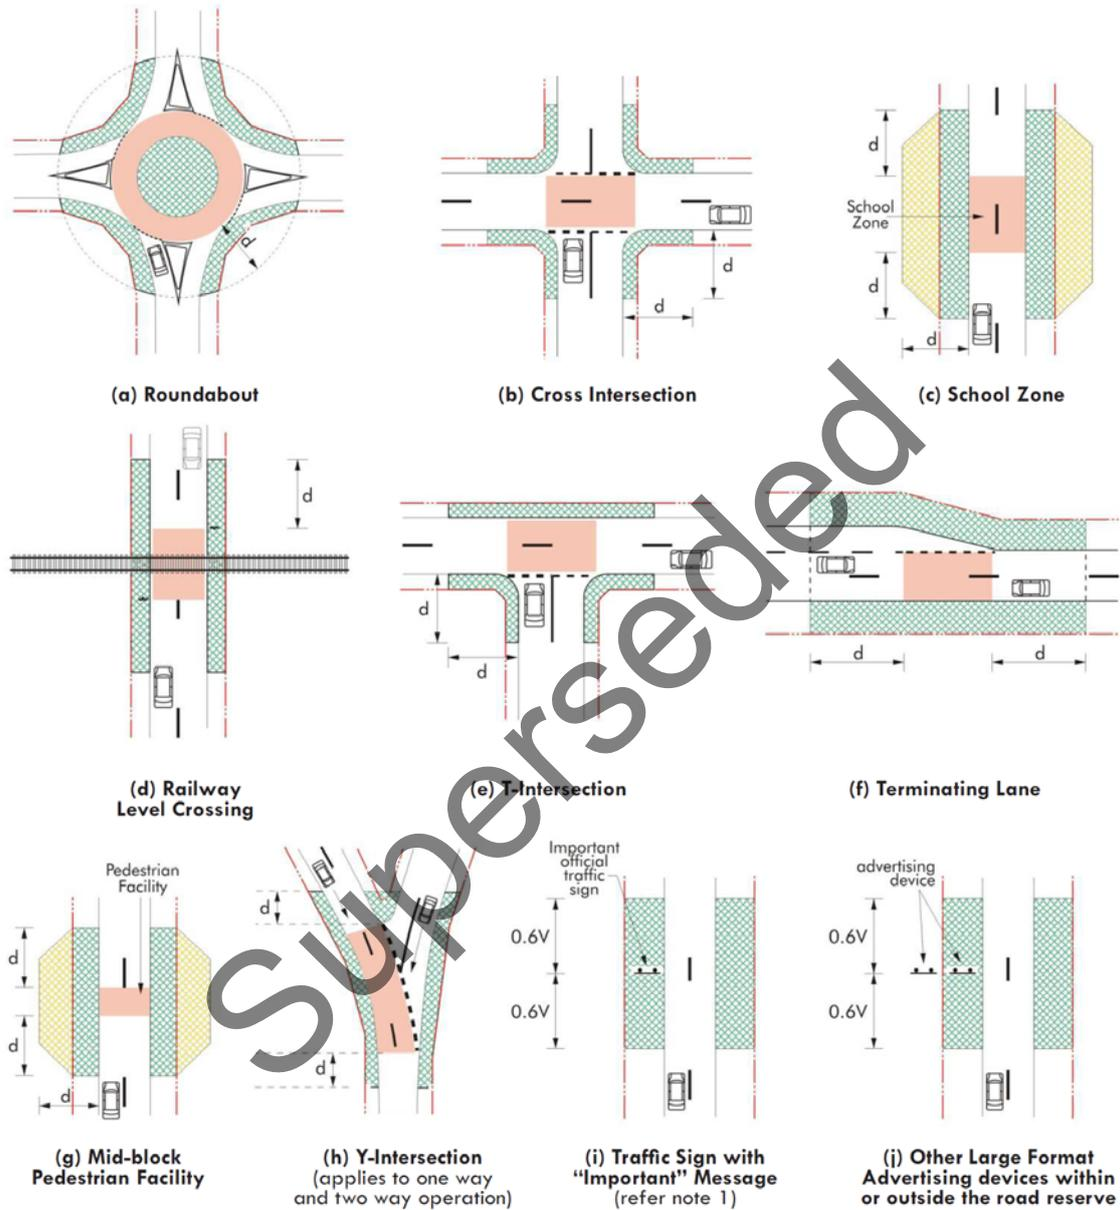 d
(a) Roundabout
d
d
(b) Cross Intersection
d
School
Zone
d
d
(c) School Zone
d
(d) Railway
Level Crossing
d
d
(e) T-Intersection
d
d
(f) Terminating Lane
Pedestrian
Facility
d
d
d
(g) Mid-block
Pedestrian Facility
d
d
(h) Y-Intersection
(applies to one way
and two way operation)
Important
official
traffic
sign
0.6V
0.6V
(i) Traffic Sign with
“Important” Message
(refer note 1)
advertising
device
0.6V
0.6V
(j) Other Large Format
Advertising devices within
or outside the road reserve
Superseded